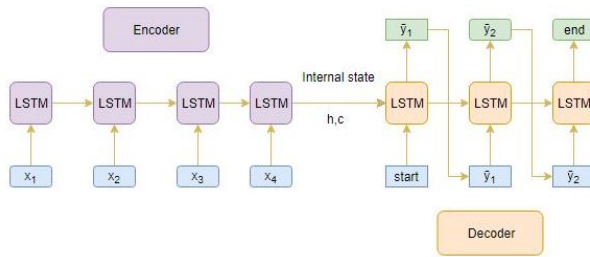 Encoder
ȳ₁
ȳ₂
end
Internal state
LSTM
LSTM
LSTM
LSTM
LSTM
LSTM
LSTM
h,c
x₁
x₂
x₃
x₄
start
ȳ₁
ȳ₂
Decoder